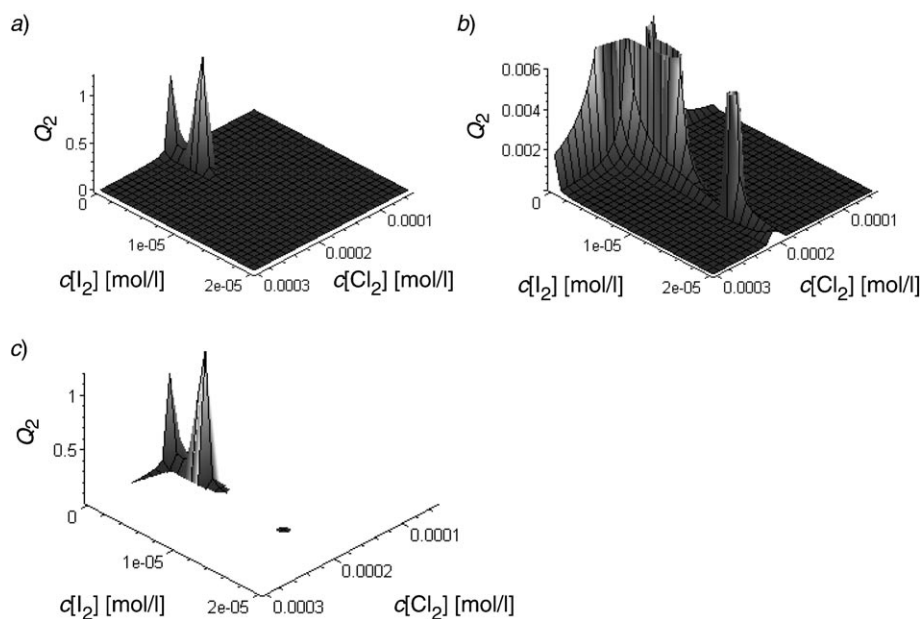 a)
1
Q2
0.5
0
0
1e-05
2e-05
c[I2] [mol/l]
0.0003
0.0002
0.0001
c[Cl2] [mol/l]
b)
0.006
0.004
Q2
0.002
0
1e-05
2e-05
c[I2] [mol/l]
0.0003
0.0002
0.0001
c[Cl2] [mol/l]
c)
1
Q2
0.5
0
1e-05
2e-05
c[I2] [mol/l]
0.0003
0.0002
0.0001
c[Cl2] [mol/l]